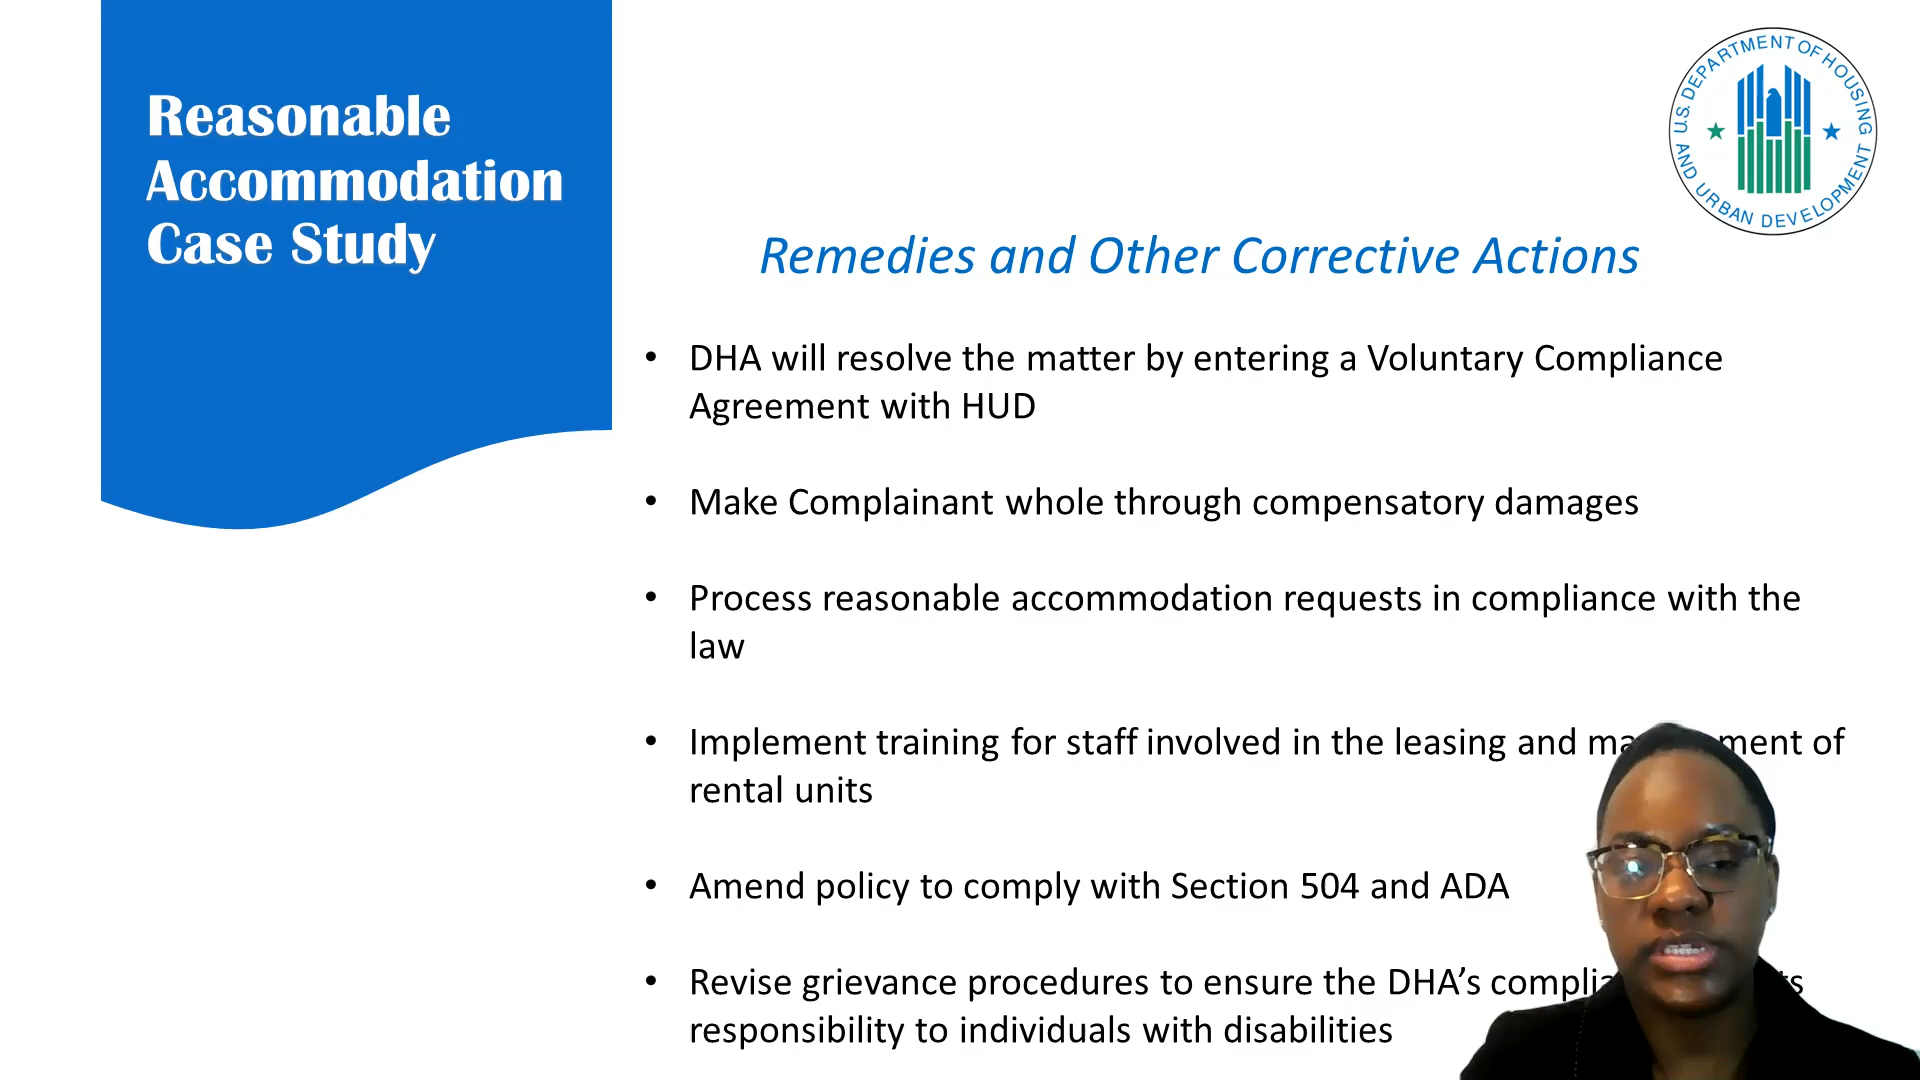 Reasonable
Accommodation
Case Study
U.S. DEPARTMENT OF HOUSING
AND URBAN DEVELOPMENT
Remedies and Other Corrective Actions
• DHA will resolve the matter by entering a Voluntary Compliance
Agreement with HUD
• Make Complainant whole through compensatory damages
• Process reasonable accommodation requests in compliance with the
law
• Implement training for staff involved in the leasing and of
rental units
• Amend policy to comply with Section 504 and ADA
• Revise grievance procedures to ensure the DHA’s
responsibility to individuals with disabilities